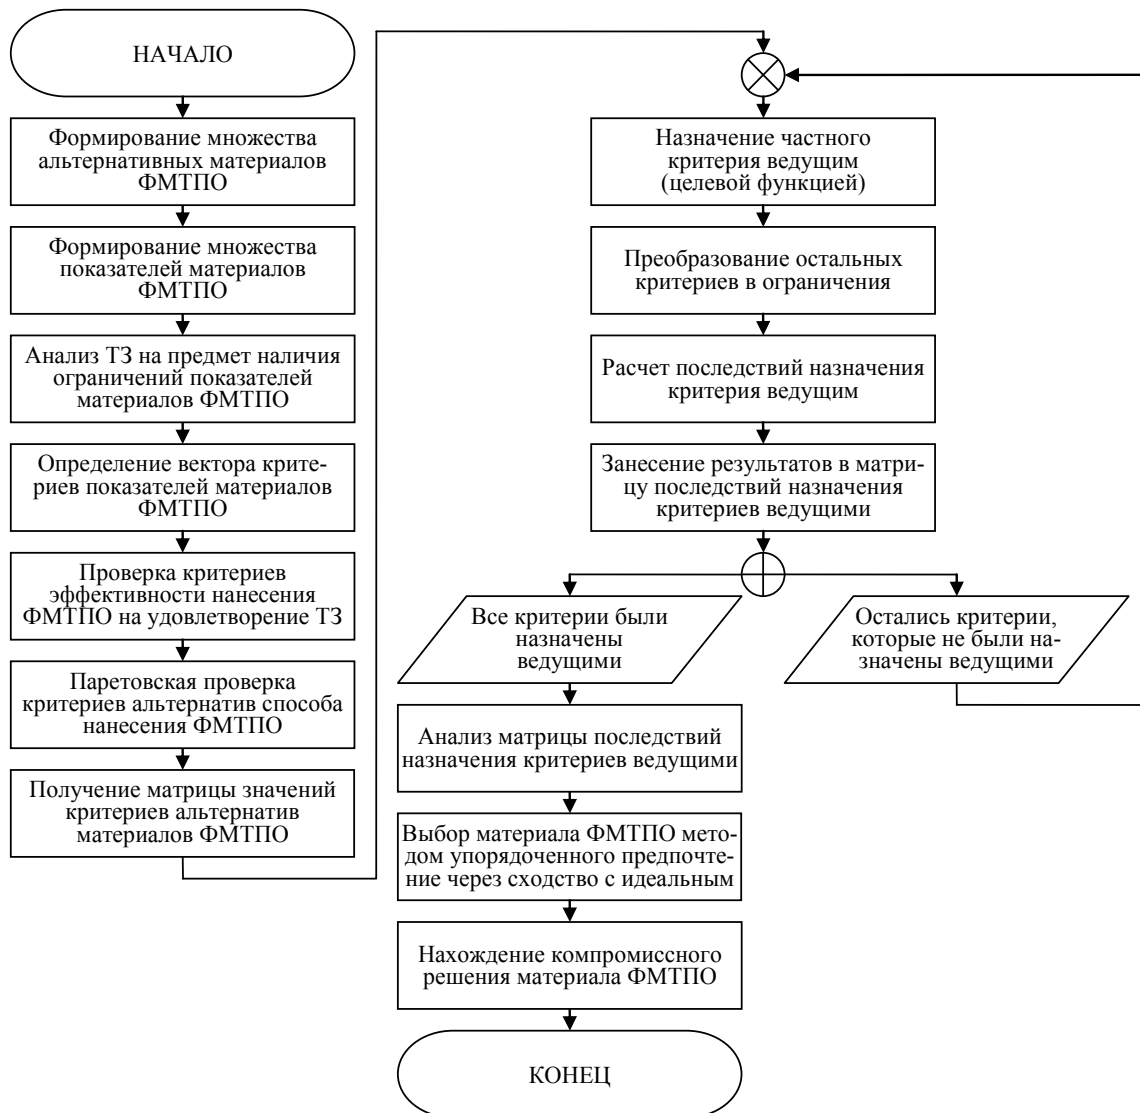 НАЧАЛО
Формирование множества
альтернативных материалов
ФМТПО
Формирование множества
показателей материалов
ФМТПО
Анализ ТЗ на предмет наличия
ограничений показателей
материалов ФМТПО
Определение вектора крите-
риев показателей материалов
ФМТПО
Проверка критериев
эффективности нанесения
ФМТПО на удовлетворение ТЗ
Паретовская проверка
критериев альтернатив способа
нанесения ФМТПО
Получение матрицы значений
критериев альтернатив
материалов ФМТПО
Назначение частного
критерия ведущим
(целевой функцией)
Преобразование остальных
критериев в ограничения
Расчет последствий назначения
критерия ведущим
Занесение результатов в матри-
цу последствий назначения
критериев ведущими
Все критерии были
назначены
ведущими
Остались критерии,
которые не были на-
значены ведущими
Анализ матрицы последствий
назначения критериев ведущими
Выбор материала ФМТПО мето-
дом упорядоченного предпочте-
ние через сходство с идеальным
Нахождение компромиссного
решения материала ФМТПО
КОНЕЦ